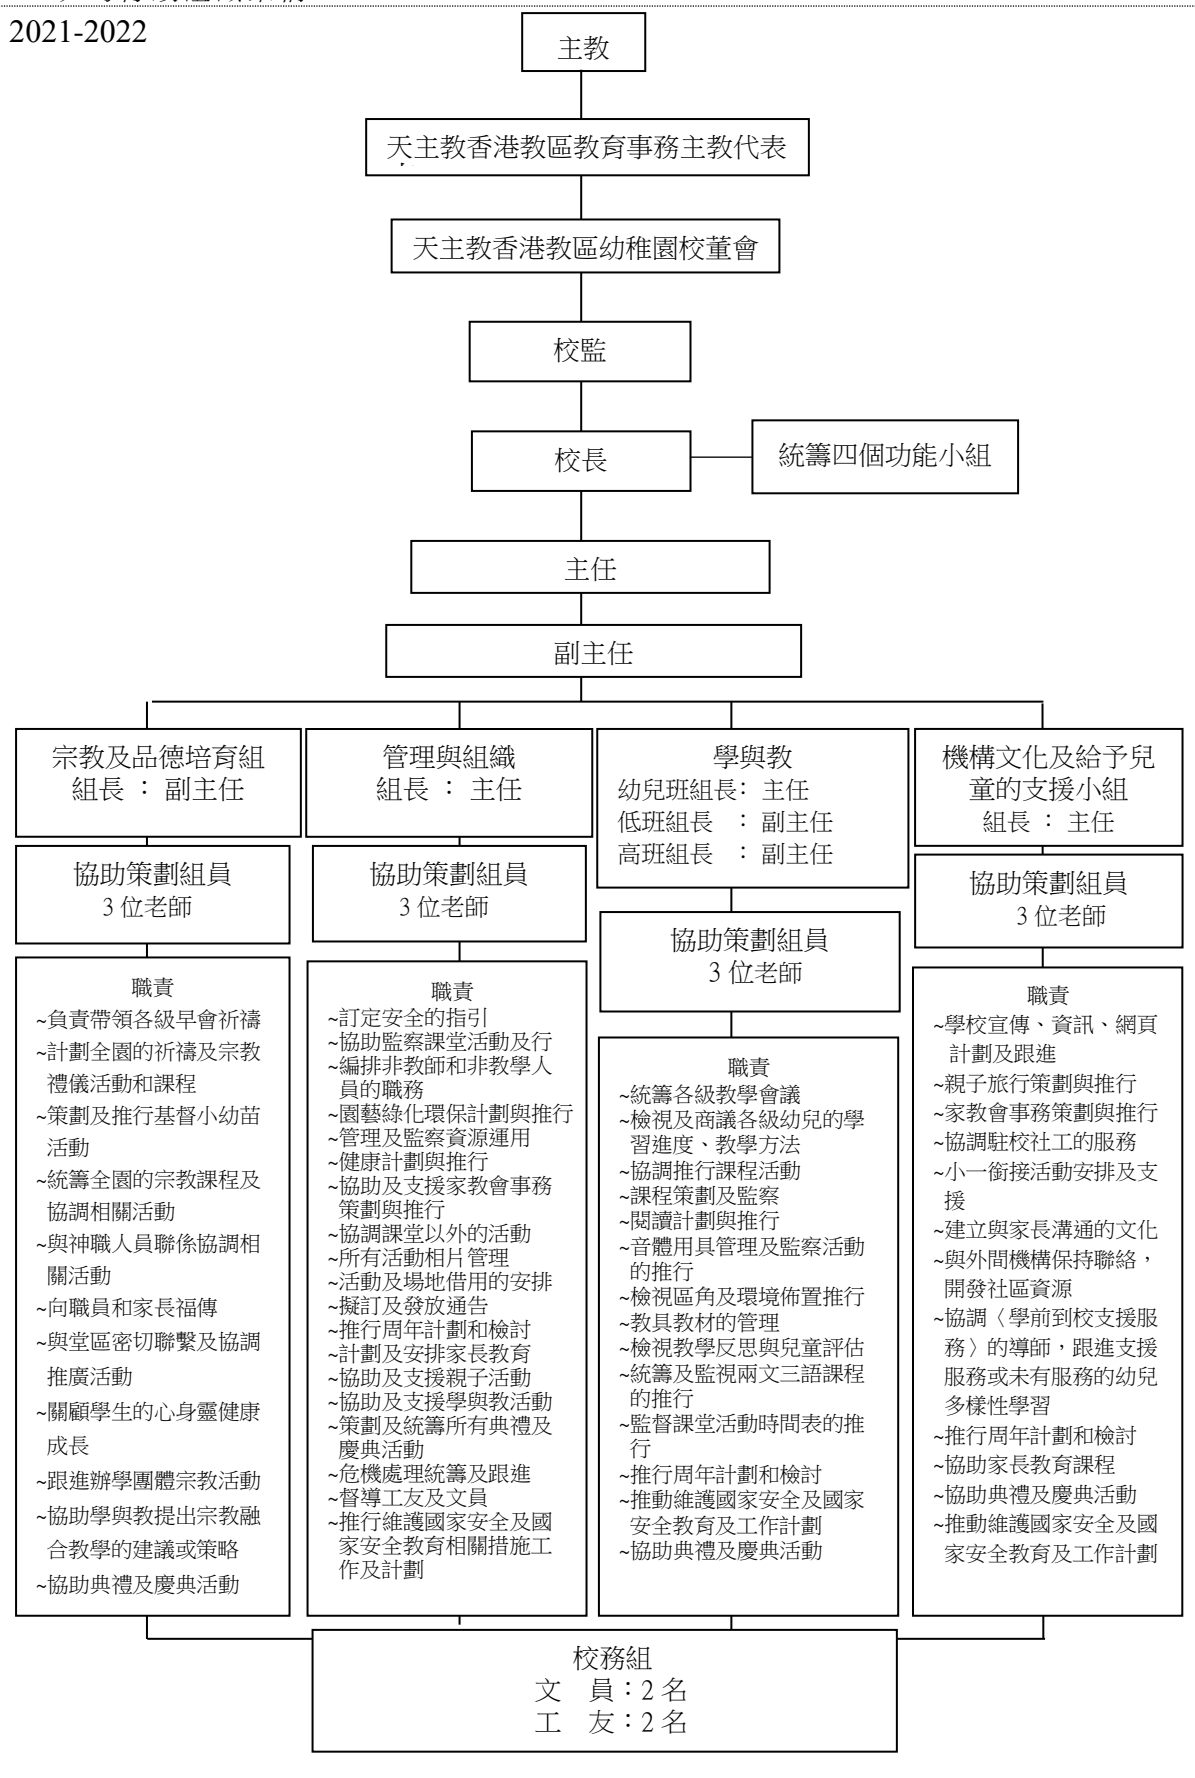 2021-2022
主教
天主教香港教區教育事務主教代表
天主教香港教區幼稚園校董會
校監
校長
統籌四個功能小組
主任
副主任
宗教及品德培育組
組長 : 副主任
協助策劃組員
3 位老師
職責
~負責帶領各級早會祈禱
~計劃全園的祈禱及宗教
禮儀活動和課程
~策劃及推行基督小幼苗
活動
~統籌全園的宗教課程及
協調相關活動
~與神職人員聯係協調相
關活動
~向職員和家長福傳
~與堂區密切聯繫及協調
推廣活動
~關顧學生的心身靈健康
成長
~跟進辦學團體宗教活動
~協助學與教提出宗教融
合教學的建議或策略
~協助典禮及慶典活動
管理與組織
組長 : 主任
協助策劃組員
3 位老師
職責
~訂定安全的指引
~協助監察課堂活動及行
~編排非教師和非教學人
員的職務
~園藝綠化環保計劃與推行
~管理及監察資源運用
~健康計劃與推行
~協助及支援家教會事務
策劃與推行
~協調課堂以外的活動
~所有活動相片管理
~活動及場地借用的安排
~擬訂及發放通告
~推行周年計劃和檢討
~計劃及安排家長教育
~協助及支援親子活動
~協助及支援學與教活動
~策劃及統籌所有典禮及
慶典活動
~危機處理統籌及跟進
~督導工友及文員
~推行維護國家安全及國
家安全教育相關措施工
作及計劃
學與教
幼兒班組長: 主任
低班組長 : 副主任
高班組長 : 副主任
協助策劃組員
3 位老師
職責
~統籌各級教學會議
~檢視及商議各級幼兒的學
習進度、教學方法
~協調推行課程活動
~課程策劃及監察
~閱讀計劃與推行
~音體用具管理及監察活動
的推行
~檢視區角及環境佈置推行
~教具教材的管理
~檢視教學反思與兒童評估
~統籌及監視兩文三語課程
的推行
~監督課堂活動時間表的推
行
~推行周年計劃和檢討
~推動維護國家安全及國家
安全教育及工作計劃
~協助典禮及慶典活動
機構文化及給予兒
童的支援小組
組長 : 主任
協助策劃組員
3 位老師
職責
~學校宣傳、資訊、網頁
計劃及跟進
~親子旅行策劃與推行
~家教會事務策劃與推行
~協調駐校社工的服務
~小一銜接活動安排及支
援
~建立與家長溝通的文化
~與外間機構保持聯絡，
開發社區資源
~協調〈學前到校支援服
務〉的導師，跟進支援
服務或未有服務的幼兒
多樣性學習
~推行周年計劃和檢討
~協助家長教育課程
~協助典禮及慶典活動
~推動維護國家安全及國
家安全教育及工作計劃
校務組
文 員：2 名
工 友：2 名